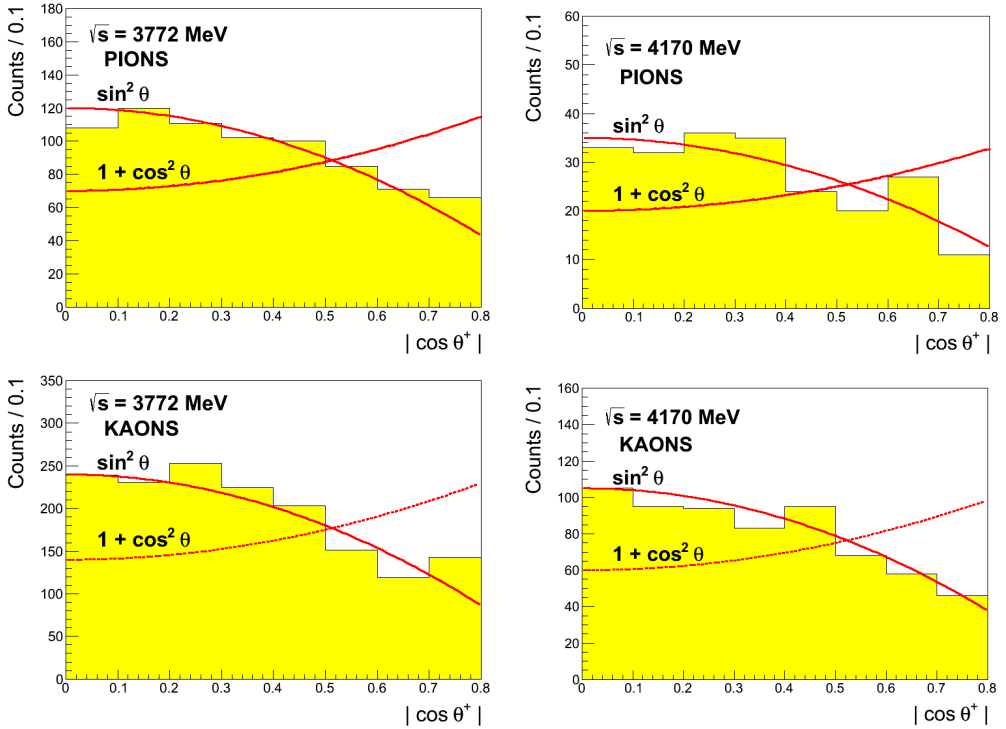 Counts / 0.1
180
160
140
120
100
80
60
40
20
0
√s = 3772 MeV
PIONS
sin² θ
1 + cos² θ
0 0.1 0.2 0.3 0.4 0.5 0.6 0.7 0.8
| cos θ⁺ |
Counts / 0.1
60
50
40
30
20
10
0
√s = 4170 MeV
PIONS
sin² θ
1 + cos² θ
0 0.1 0.2 0.3 0.4 0.5 0.6 0.7 0.8
| cos θ⁺ |
Counts / 0.1
350
300
250
200
150
100
50
0
√s = 3772 MeV
KAONS
sin² θ
1 + cos² θ
0 0.1 0.2 0.3 0.4 0.5 0.6 0.7 0.8
| cos θ⁺ |
Counts / 0.1
160
140
120
100
80
60
40
20
0
√s = 4170 MeV
KAONS
sin² θ
1 + cos² θ
0 0.1 0.2 0.3 0.4 0.5 0.6 0.7 0.8
| cos θ⁺ |